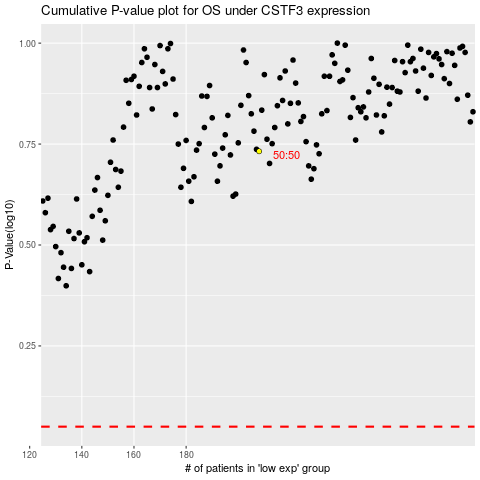 Cumulative P-value plot for OS under CSTF3 expression
P-Value(log10)
1.00
0.75
0.50
0.25
50:50
120 140 160 180
# of patients in 'low exp' group